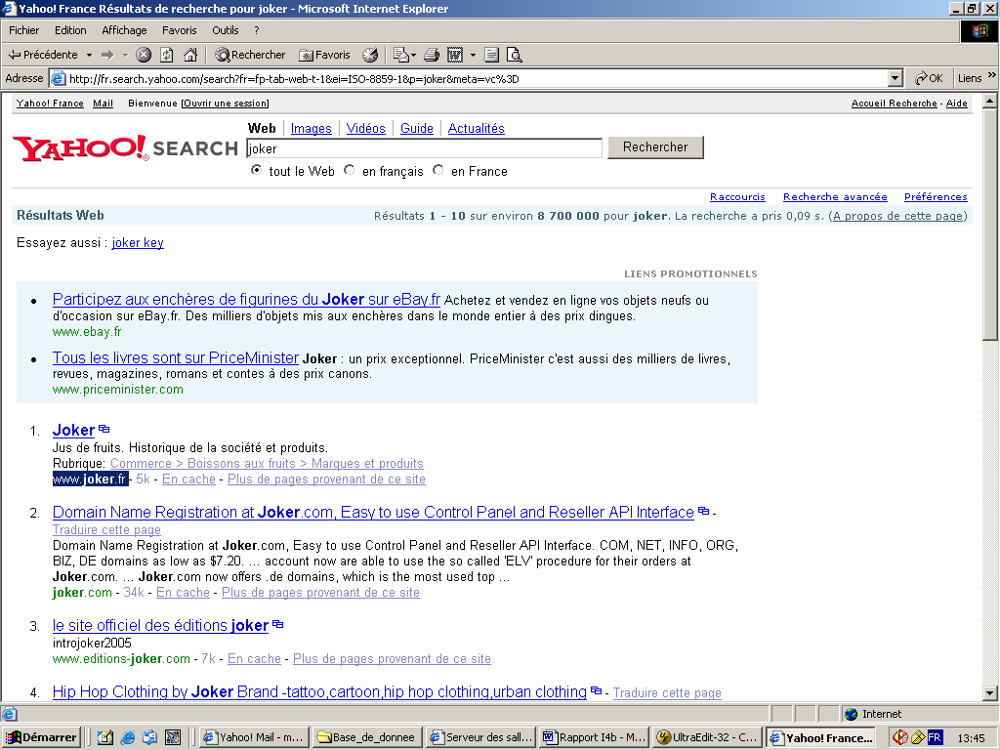 Yahoo! France Résultats de recherche pour joker - Microsoft Internet Explorer
Fichier Edition Affichage Favoris Outils ?
Précédente Rechercher Favoris
Adresse http://fr.search.yahoo.com/search?fr=fp-tab-web-t-1&ei=ISO-8859-1&p=joker&meta=vc%3D OK Liens »
Yahoo! France Mail Bienvenue [Ouvrir une session] Accueil Recherche - Aide
Web Images Vidéos Guide Actualités
YAHOO! SEARCH joker Rechercher
tout le Web en français en France
Raccourcis Recherche avancée Préférences
Résultats Web Résultats 1 - 10 sur environ 8 700 000 pour joker. La recherche a pris 0,09 s. (A propos de cette page)
Essayez aussi : joker key
LIENS PROMOTIONNELS
• Participez aux enchères de figurines du Joker sur eBay.fr Achetez et vendez en ligne vos objets neufs ou
d'occasion sur eBay.fr. Des milliers d'objets mis aux enchères dans le monde entier à des prix dingues.
www.ebay.fr
• Tous les livres sont sur PriceMinister Joker : un prix exceptionnel. PriceMinister c'est aussi des milliers de livres,
revues, magazines, romans et contes à des prix canons.
www.priceminister.com
1. Joker
Jus de fruits. Historique de la société et produits.
Rubrique: Commerce > Boissons aux fruits > Marques et produits
www.joker.fr - 5k - En cache - Plus de pages provenant de ce site
2. Domain Name Registration at Joker.com, Easy to use Control Panel and Reseller API Interface -
Traduire cette page
Domain Name Registration at Joker.com, Easy to use Control Panel and Reseller API Interface. COM, NET, INFO, ORG,
BIZ, DE domains as low as $7.20. ... account now are able to use the so called 'ELV' procedure for their orders at
Joker.com. ... Joker.com now offers .de domains, which is the most used top ...
joker.com - 34k - En cache - Plus de pages provenant de ce site
3. le site officiel des éditions joker
introjoker2005
www.editions-joker.com - 7k - En cache - Plus de pages provenant de ce site
4. Hip Hop Clothing by Joker Brand -tattoo,cartoon,hip hop clothing,urban clothing - Traduire cette page
Internet
Démarrer Yahoo! Mail - m... Base_de_donnee Serveur des sall... Rapport I4b - M... UltraEdit-32 - C... Yahoo! France... FR 13:45